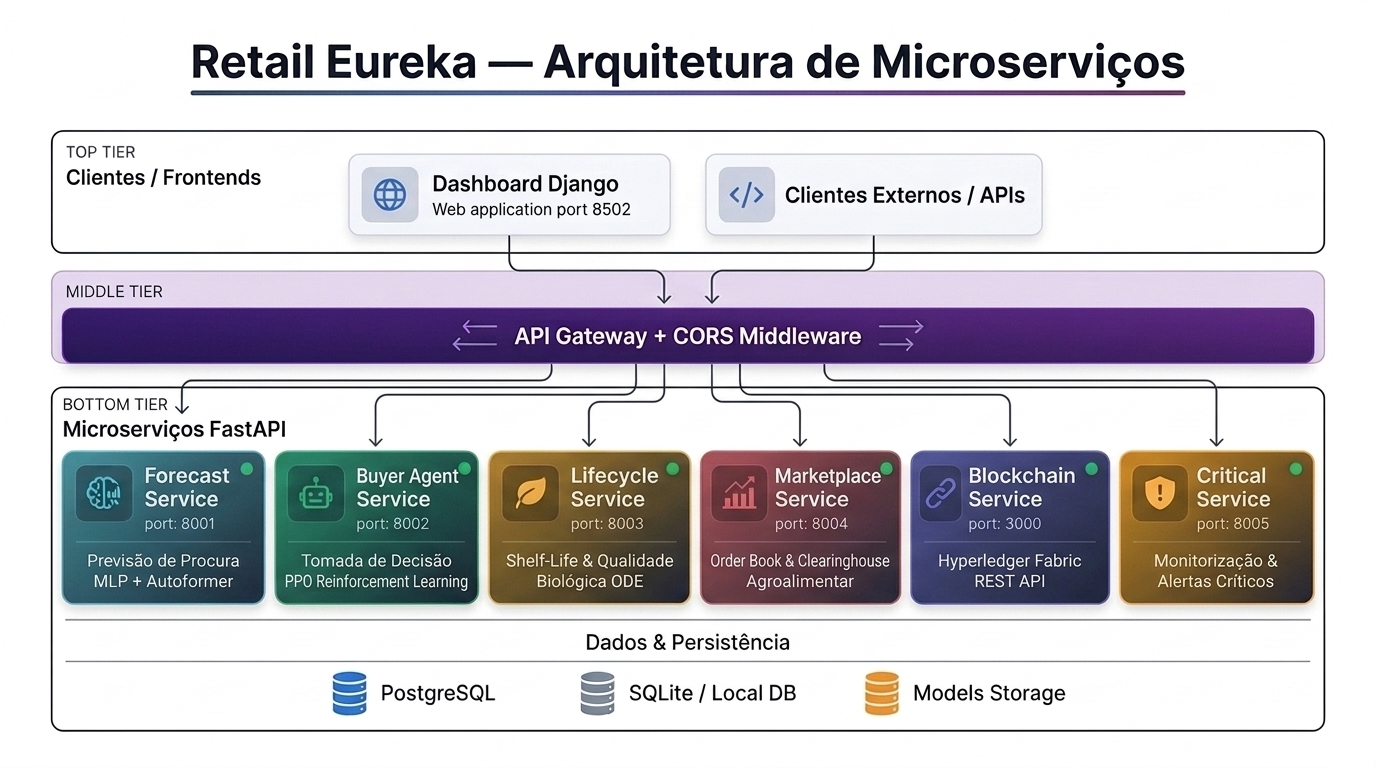 Retail Eureka — Arquitetura de Microserviços
TOP TIER
Clientes / Frontends
Dashboard Django
Web application port 8502
Clientes Externos / APIs
MIDDLE TIER
API Gateway + CORS Middleware
BOTTOM TIER
Microserviços FastAPI
Forecast
Service
port: 8001
Previsão de Procura
MLP + Autoformer
Buyer Agent
Service
port: 8002
Tomada de Decisão
PPO Reinforcement Learning
Lifecycle
Service
port: 8003
Shelf-Life & Qualidade
Biológica ODE
Marketplace
Service
port: 8004
Order Book & Clearinghouse
Agroalimentar
Blockchain
Service
port: 3000
Hyperledger Fabric
REST API
Critical
Service
port: 8005
Monitorização &
Alertas Críticos
Dados & Persistência
PostgreSQL
SQLite / Local DB
Models Storage